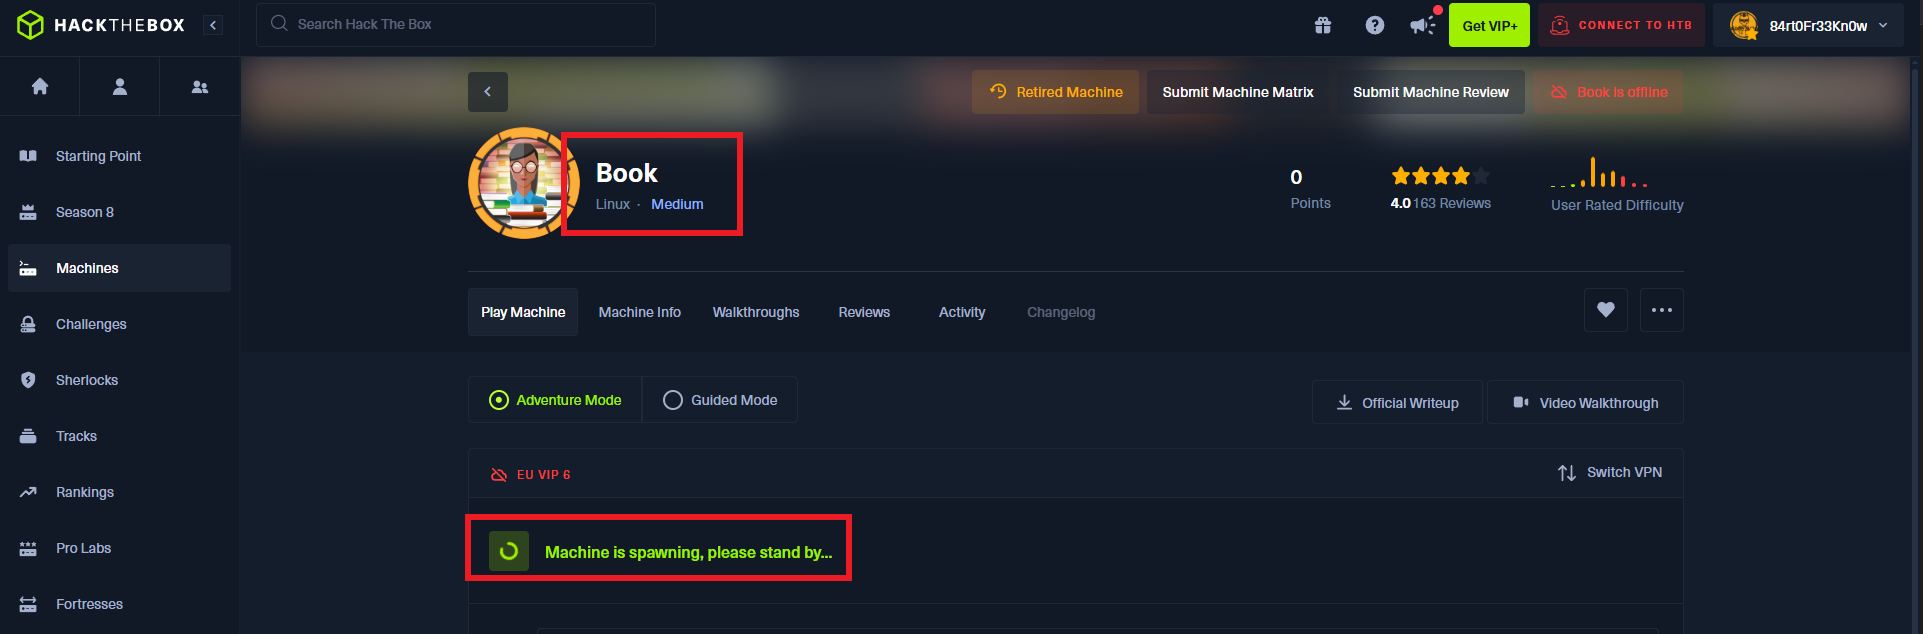 HACKTHEBOX
Search Hack The Box
Get VIP+
CONNECT TO HTB
84rt0Fr33Kn0w
Retired Machine
Submit Machine Matrix
Submit Machine Review
Book is offline
Starting Point
Season 8
Machines
Challenges
Sherlocks
Tracks
Rankings
Pro Labs
Fortresses
Book
Linux · Medium
0
Points
4.0 163 Reviews
User Rated Difficulty
Play Machine
Machine Info
Walkthroughs
Reviews
Activity
Changelog
Adventure Mode
Guided Mode
Official Writeup
Video Walkthrough
EU VIP 6
Switch VPN
Machine is spawning, please stand by...